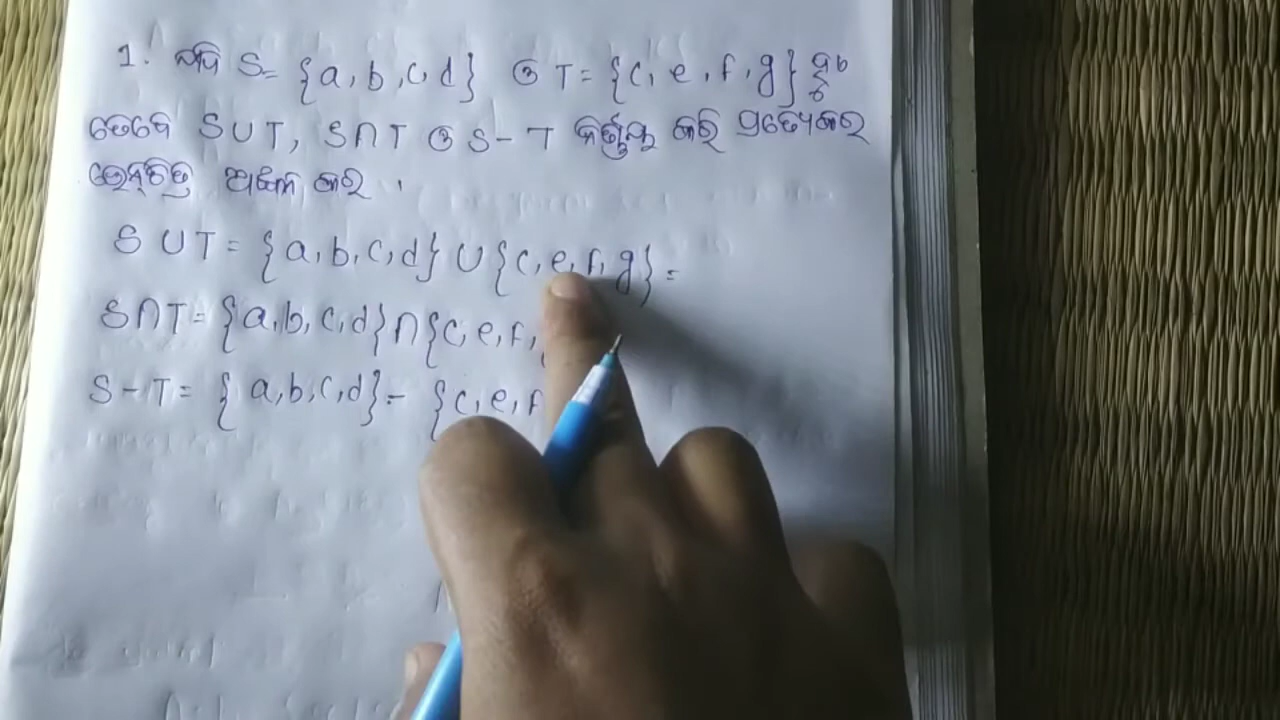 1. ଯଦି S = {a, b, c, d} ଓ T = {c, e, f, g} ହୁଏ
ତେବେ S U T, S ∩ T ଓ S - T ନିର୍ଣ୍ଣୟ କରି ପ୍ରତ୍ୟେକର
ଭେନ୍‌ଚିତ୍ର ଅଙ୍କନ କର ।
S U T = {a, b, c, d} U {c, e, f, g} =
S ∩ T = {a, b, c, d} ∩ {c, e, f,
S - T = { a, b, c, d} - {c, e, f